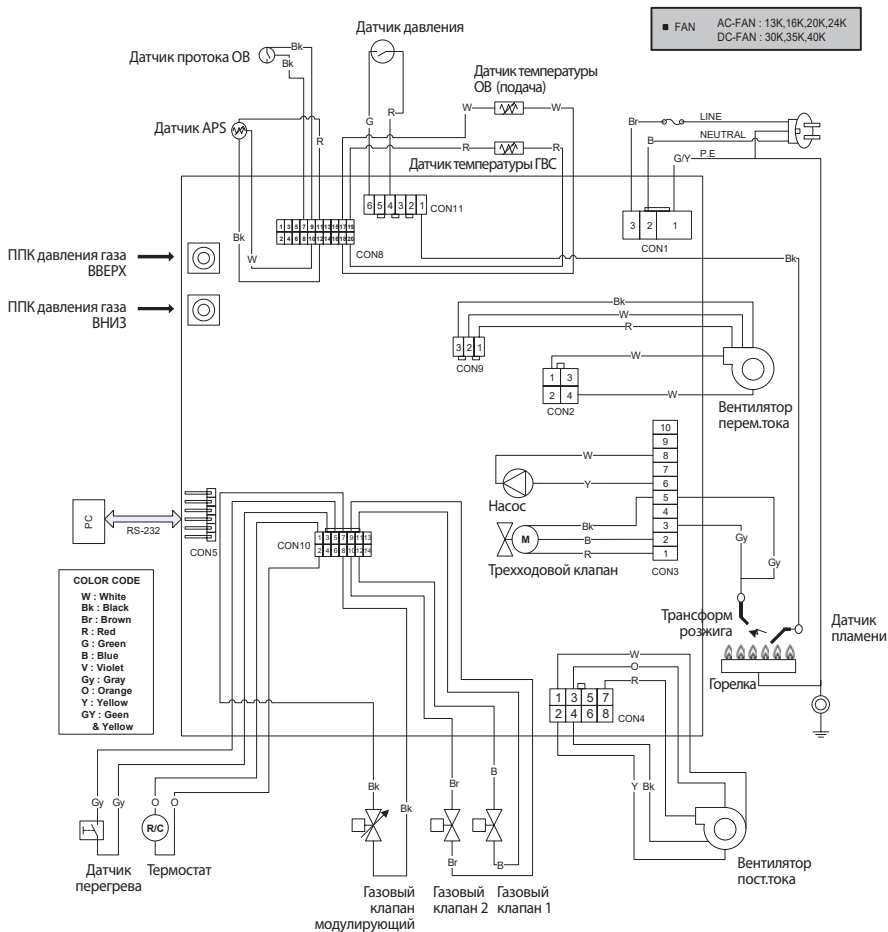 Датчик давления
■ FAN AC-FAN : 13K,16K,20K,24K
DC-FAN : 30K,35K,40K
Датчик протока ОВ
Bk
Bk
Датчик температуры
ОВ (подача)
W
W
Датчик APS
G
R
R
Датчик температуры ГВС
R
R
Br
LINE
B
NEUTRAL
G/Y
P.E
6 5 4 3 2 1
CON11
1 3 5 7 9 11 13 15 17 19
2 4 6 8 10 12 14 16 18 20
CON8
3 2 1
CON1
Bk
W
Bk
ППК давления газа
ВВЕРХ
ППК давления газа
ВНИЗ
Bk
W
R
3 2 1
CON9
W
1 3
2 4
CON2
W
Вентилятор
перем.тока
10
9
8
7
6
5
4
3
2
1
CON3
W
Y
Насос
Bk
B
R
M
Трехходовой клапан
Gy
Gy
PC
RS-232
CON5
CON10
1 3 5 7 9 11 13
2 4 6 8 10 12 14
COLOR CODE
W : White
Bk : Black
Br : Brown
R : Red
G : Green
B : Blue
V : Violet
Gy : Gray
O : Orange
Y : Yellow
GY : Geen
& Yellow
Трансформ
розжига
Датчик
пламени
Горелка
W
O
R
1 3 5 7
2 4 6 8
CON4
Y Bk
Вентилятор
пост.тока
Gy Gy
O O
R/C
Датчик
перегрева
Термостат
Bk
Bk
Br
Br
B
B
Газовый
клапан
модулирующий
Газовый
клапан 2
Газовый
клапан 1